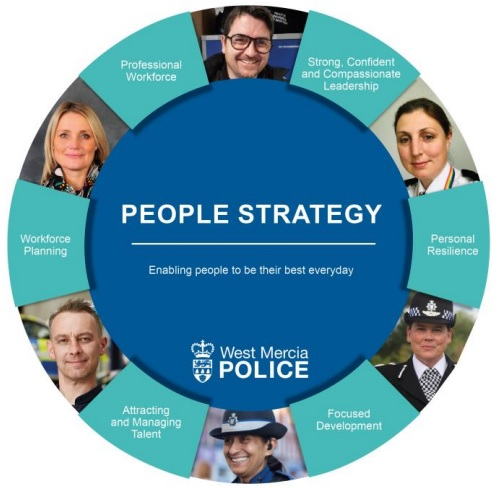 Professional
Workforce
Strong, Confident
and Compassionate
Leadership
Workforce
Planning
PEOPLE STRATEGY
Personal
Resilience
Enabling people to be their best everyday
West Mercia
POLICE
Attracting
and Managing
Talent
Focused
Development